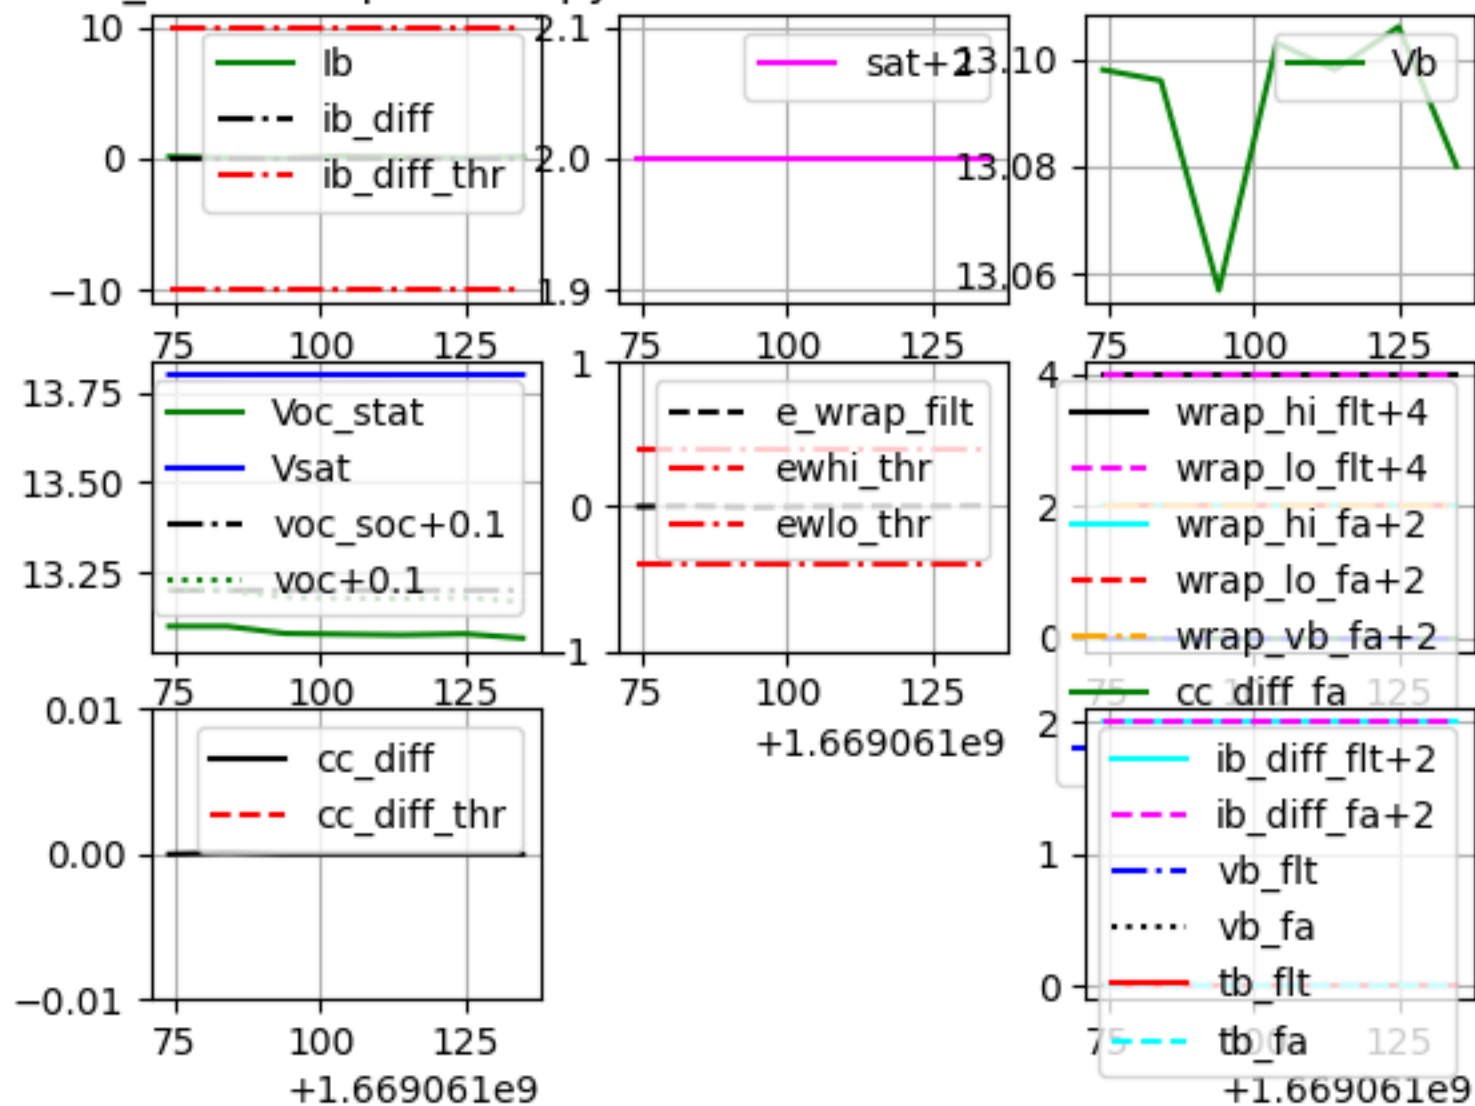 10
0
−10
Ib
ib_diff
ib_diff_thr
75 100 125
2.1
2.0
1.9
sat+2
75 100 125
13.10
13.08
13.06
Vb
75 100 125
13.75
13.50
13.25
Voc_stat
Vsat
voc_soc+0.1
voc+0.1
75 100 125
1
0
−1
e_wrap_filt
ewhi_thr
ewlo_thr
75 100 125
+1.669061e9
4
2
0
wrap_hi_flt+4
wrap_lo_flt+4
wrap_hi_fa+2
wrap_lo_fa+2
wrap_vb_fa+2
cc_diff_fa
75 125
0.01
0.00
−0.01
cc_diff
cc_diff_thr
75 100 125
+1.669061e9
2
1
0
ib_diff_flt+2
ib_diff_fa+2
vb_flt
vb_fa
tb_flt
tb_fa
75 100 125
+1.669061e9